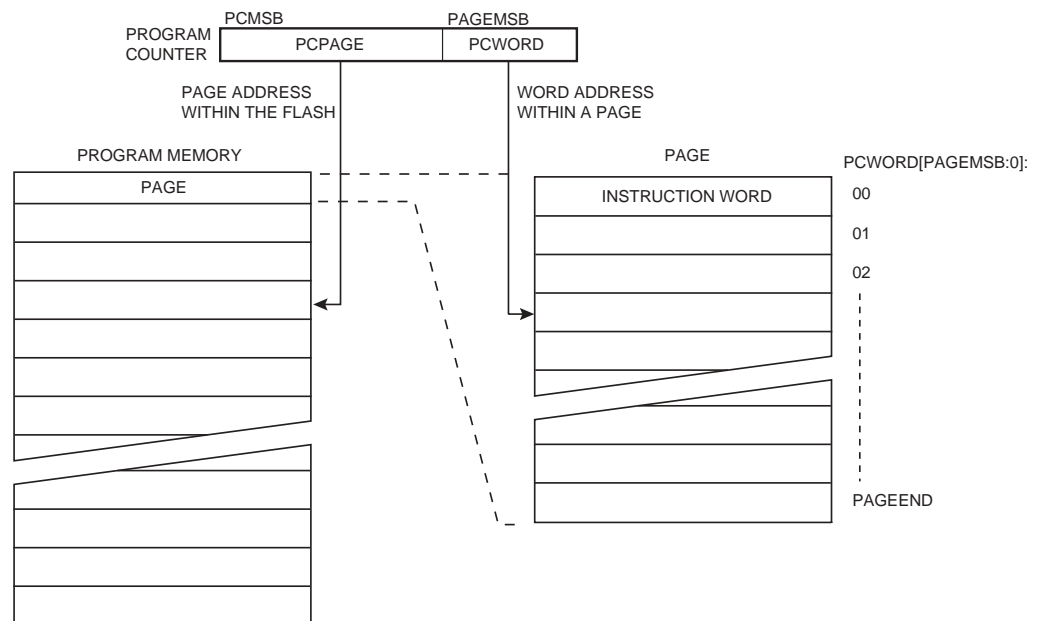 PCMSB PAGEMSB
PROGRAM
COUNTER
PCPAGE PCWORD
PAGE ADDRESS
WITHIN THE FLASH
WORD ADDRESS
WITHIN A PAGE
PROGRAM MEMORY
PAGE
PAGE
INSTRUCTION WORD
PCWORD[PAGEMSB:0]:
00
01
02
PAGEEND